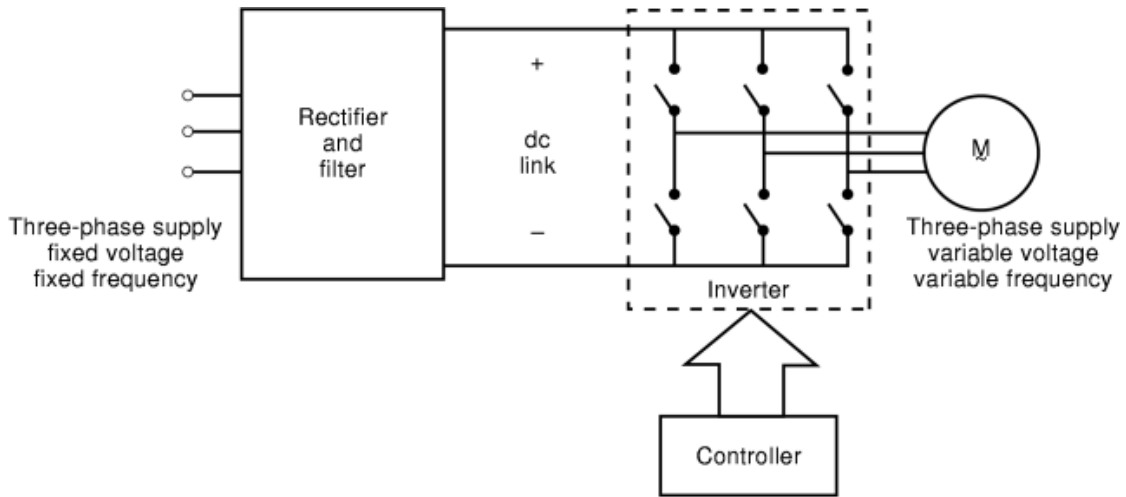 Rectifier
and
filter
+
dc
link
–
M
~
Three-phase supply
fixed voltage
fixed frequency
Three-phase supply
variable voltage
variable frequency
Inverter
Controller